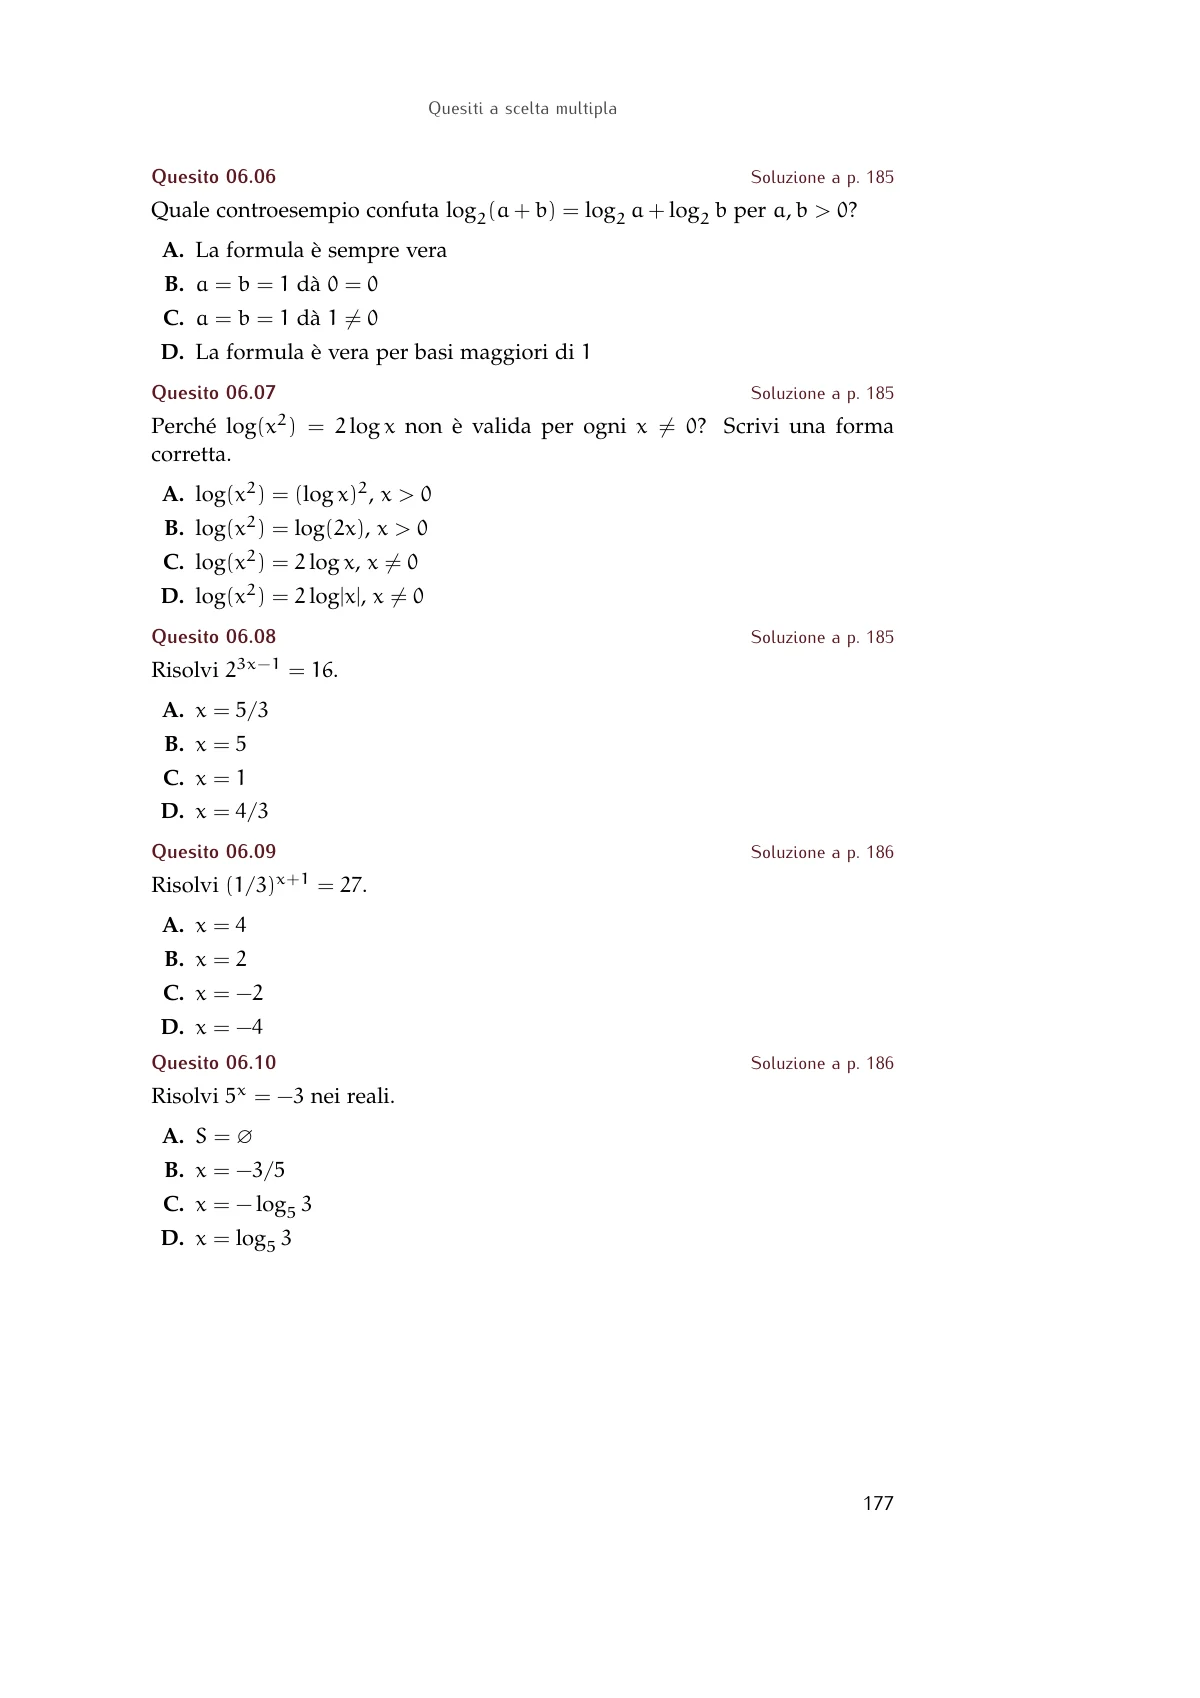 Quesiti a scelta multipla
Quesito 06.06 Soluzione a p. 185
Quale controesempio confuta log₂(a + b) = log₂ a + log₂ b per a, b > 0?
A. La formula è sempre vera
B. a = b = 1 dà 0 = 0
C. a = b = 1 dà 1 ≠ 0
D. La formula è vera per basi maggiori di 1
Quesito 06.07 Soluzione a p. 185
Perché log(x²) = 2 log x non è valida per ogni x ≠ 0? Scrivi una forma
corretta.
A. log(x²) = (log x)², x > 0
B. log(x²) = log(2x), x > 0
C. log(x²) = 2 log x, x ≠ 0
D. log(x²) = 2 log|x|, x ≠ 0
Quesito 06.08 Soluzione a p. 185
Risolvi 2³ˣ⁻¹ = 16.
A. x = 5/3
B. x = 5
C. x = 1
D. x = 4/3
Quesito 06.09 Soluzione a p. 186
Risolvi (1/3)ˣ⁺¹ = 27.
A. x = 4
B. x = 2
C. x = −2
D. x = −4
Quesito 06.10 Soluzione a p. 186
Risolvi 5ˣ = −3 nei reali.
A. S = ∅
B. x = −3/5
C. x = − log₅ 3
D. x = log₅ 3
177